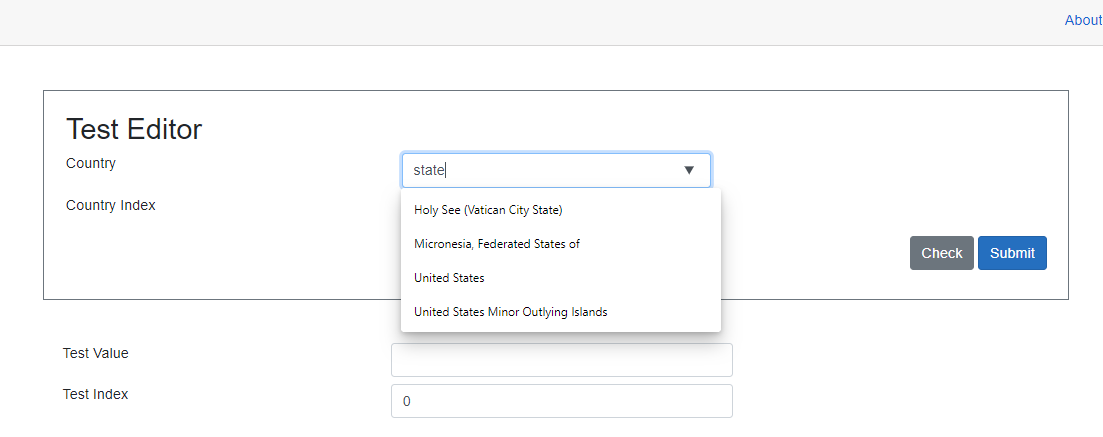 About
Test Editor
Country
state
Country Index
Holy See (Vatican City State)
Micronesia, Federated States of
United States
United States Minor Outlying Islands
Check
Submit
Test Value
Test Index
0